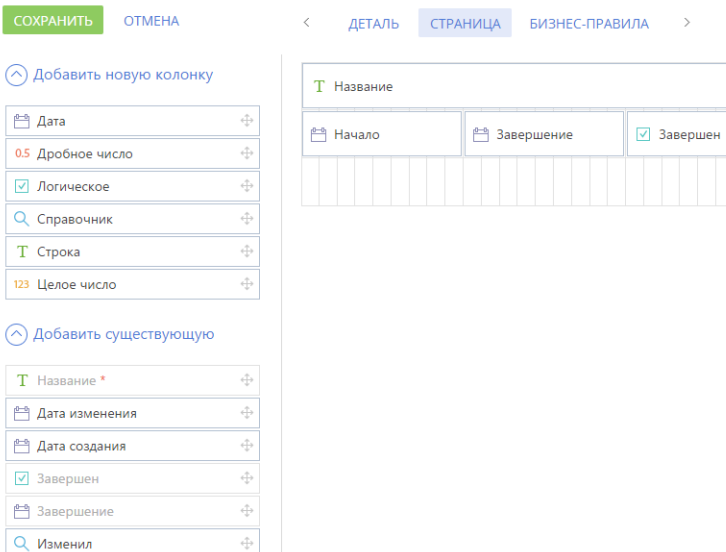 СОХРАНИТЬ ОТМЕНА
ДЕТАЛЬ СТРАНИЦА БИЗНЕС-ПРАВИЛА
Добавить новую колонку
Дата
0.5 Дробное число
Логическое
Справочник
T Строка
123 Целое число
Добавить существующую
T Название *
Дата изменения
Дата создания
Завершен
Завершение
Изменил
T Название
Начало Завершение Завершен